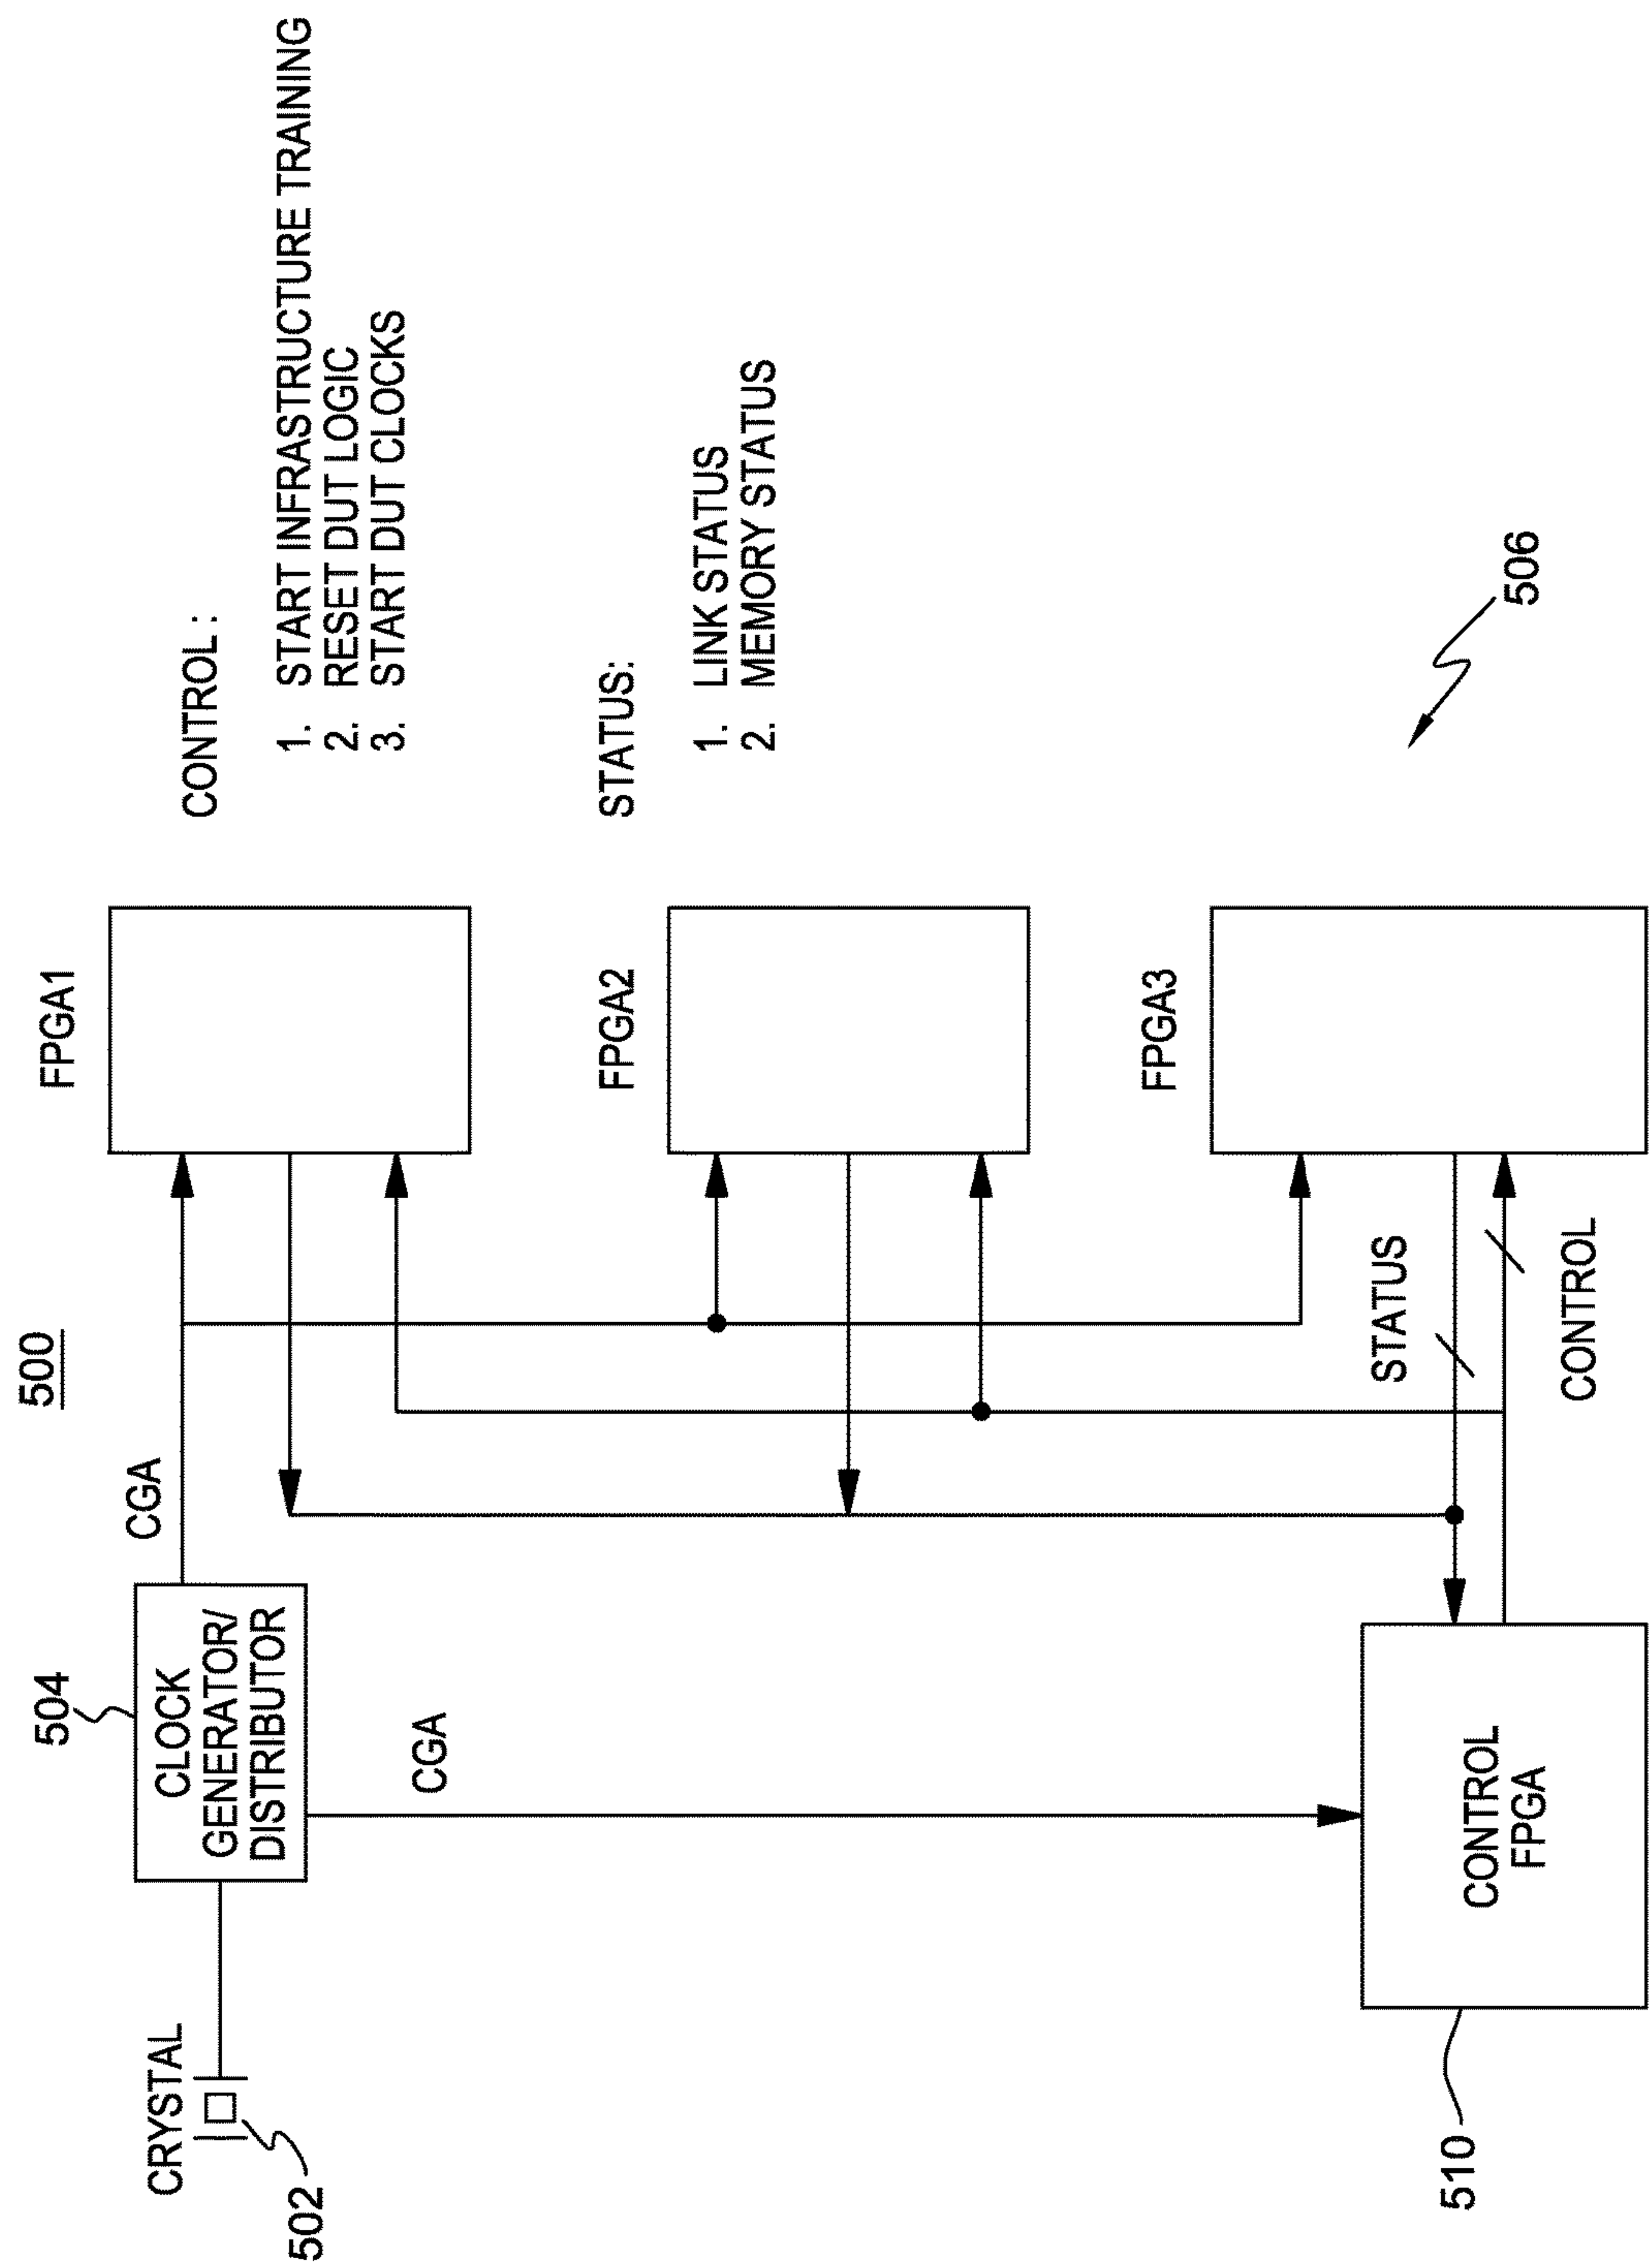 500
CRYSTAL
502
504
CLOCK
GENERATOR/
DISTRIBUTOR
CGA
CGA
FPGA1
FPGA2
FPGA3
STATUS
CONTROL
CONTROL
FPGA
510
CONTROL :
1. START INFRASTRUCTURE TRAINING
2. RESET DUT LOGIC
3. START DUT CLOCKS
STATUS:
1. LINK STATUS
2. MEMORY STATUS
506